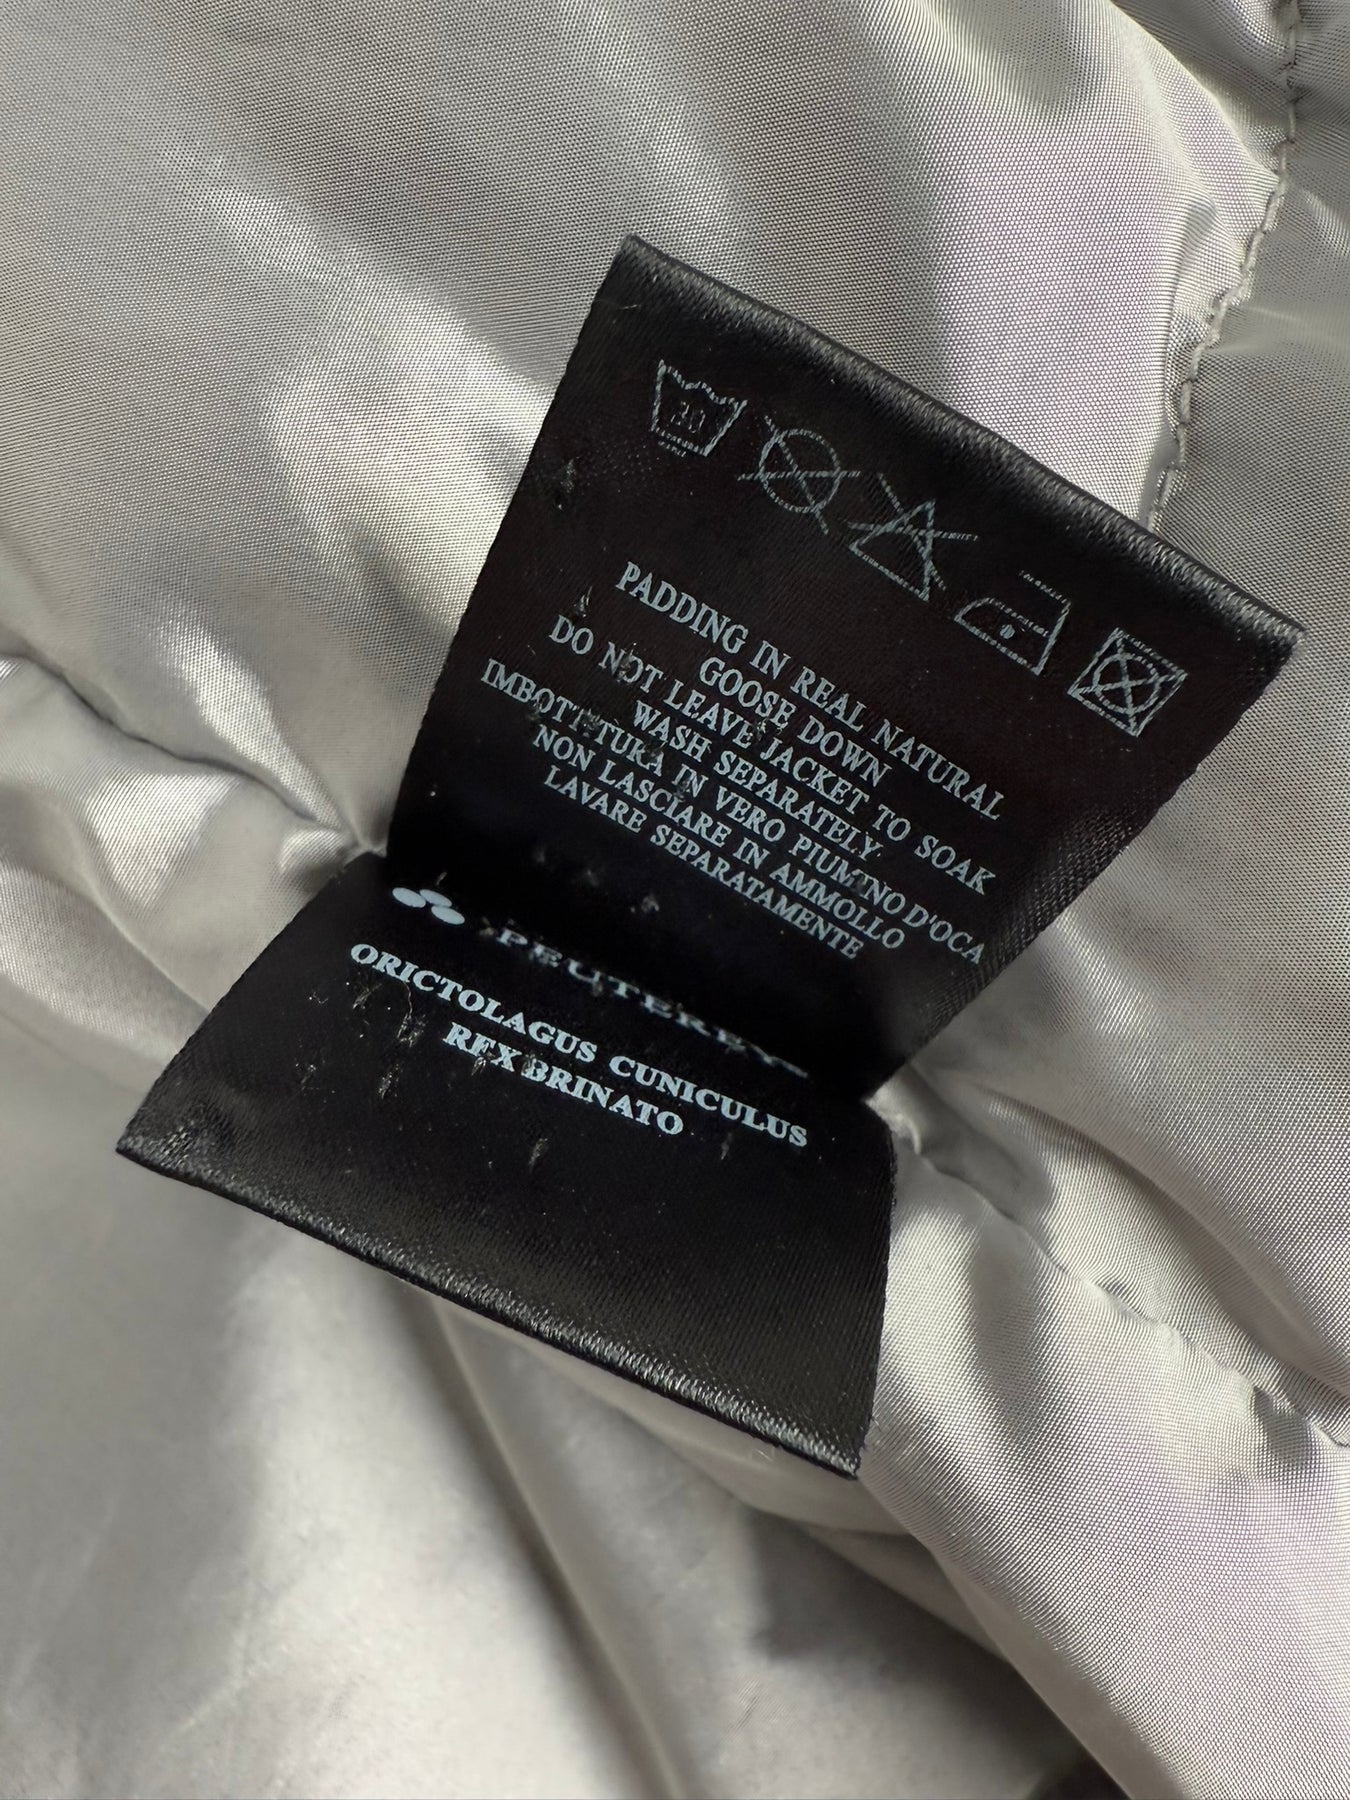 30
PADDING IN REAL NATURAL
GOOSE DOWN
DO NOT LEAVE JACKET TO SOAK
WASH SEPARATELY
IMBOTTITURA IN VERO PIUMINO D'OCA
NON LASCIARE IN AMMOLLO
LAVARE SEPARATAMENTE
PEUTEREY
ORICTOLAGUS CUNICULUS
REX BRINATO